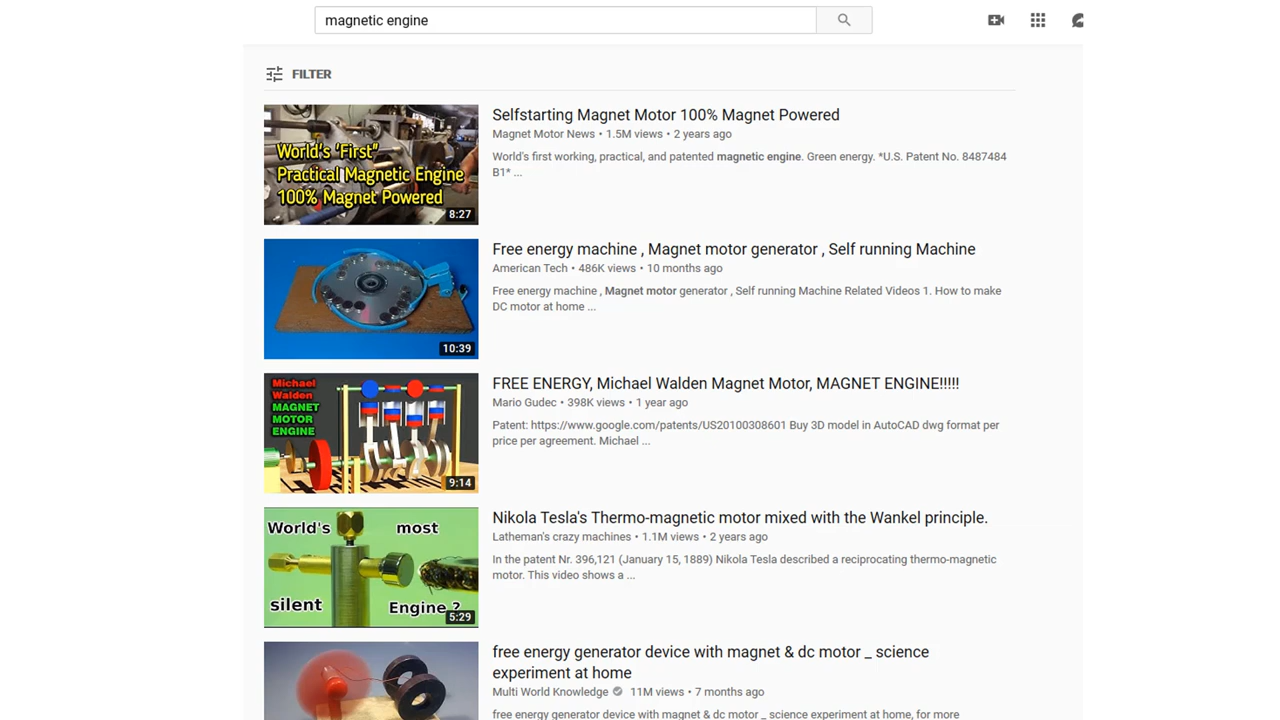 magnetic engine
FILTER
World's 'First"
Practical Magnetic Engine
100% Magnet Powered
8:27
Selfstarting Magnet Motor 100% Magnet Powered
Magnet Motor News • 1.5M views • 2 years ago
World's first working, practical, and patented magnetic engine. Green energy. *U.S. Patent No. 8487484
B1* ...
10:39
Free energy machine , Magnet motor generator , Self running Machine
American Tech • 486K views • 10 months ago
Free energy machine , Magnet motor generator , Self running Machine Related Videos 1. How to make
DC motor at home ...
Michael
Walden
MAGNET
MOTOR
ENGINE
9:14
FREE ENERGY, Michael Walden Magnet Motor, MAGNET ENGINE!!!!!
Mario Gudec • 398K views • 1 year ago
Patent: https://www.google.com/patents/US20100308601 Buy 3D model in AutoCAD dwg format per
price per agreement. Michael ...
World's most
silent Engine ?
5:29
Nikola Tesla's Thermo-magnetic motor mixed with the Wankel principle.
Latheman's crazy machines • 1.1M views • 2 years ago
In the patent Nr. 396,121 (January 15, 1889) Nikola Tesla described a reciprocating thermo-magnetic
motor. This video shows a ...
free energy generator device with magnet & dc motor _ science
experiment at home
Multi World Knowledge 11M views • 7 months ago
free energy generator device with magnet & dc motor _ science experiment at home, for more